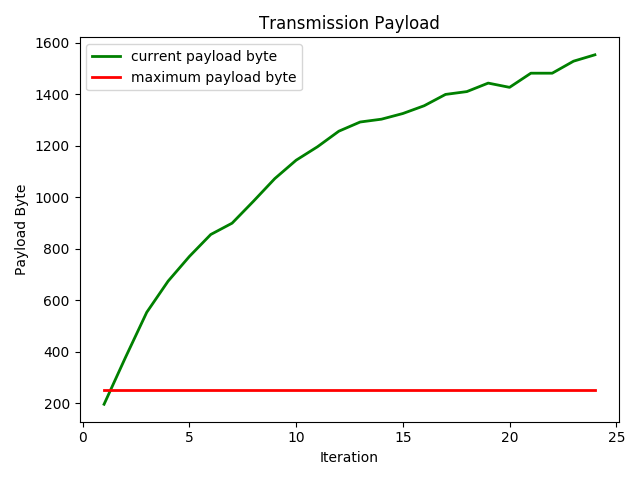 Transmission Payload
current payload byte
maximum payload byte
Payload Byte
1600
1400
1200
1000
800
600
400
200
0
5
10
15
20
25
Iteration